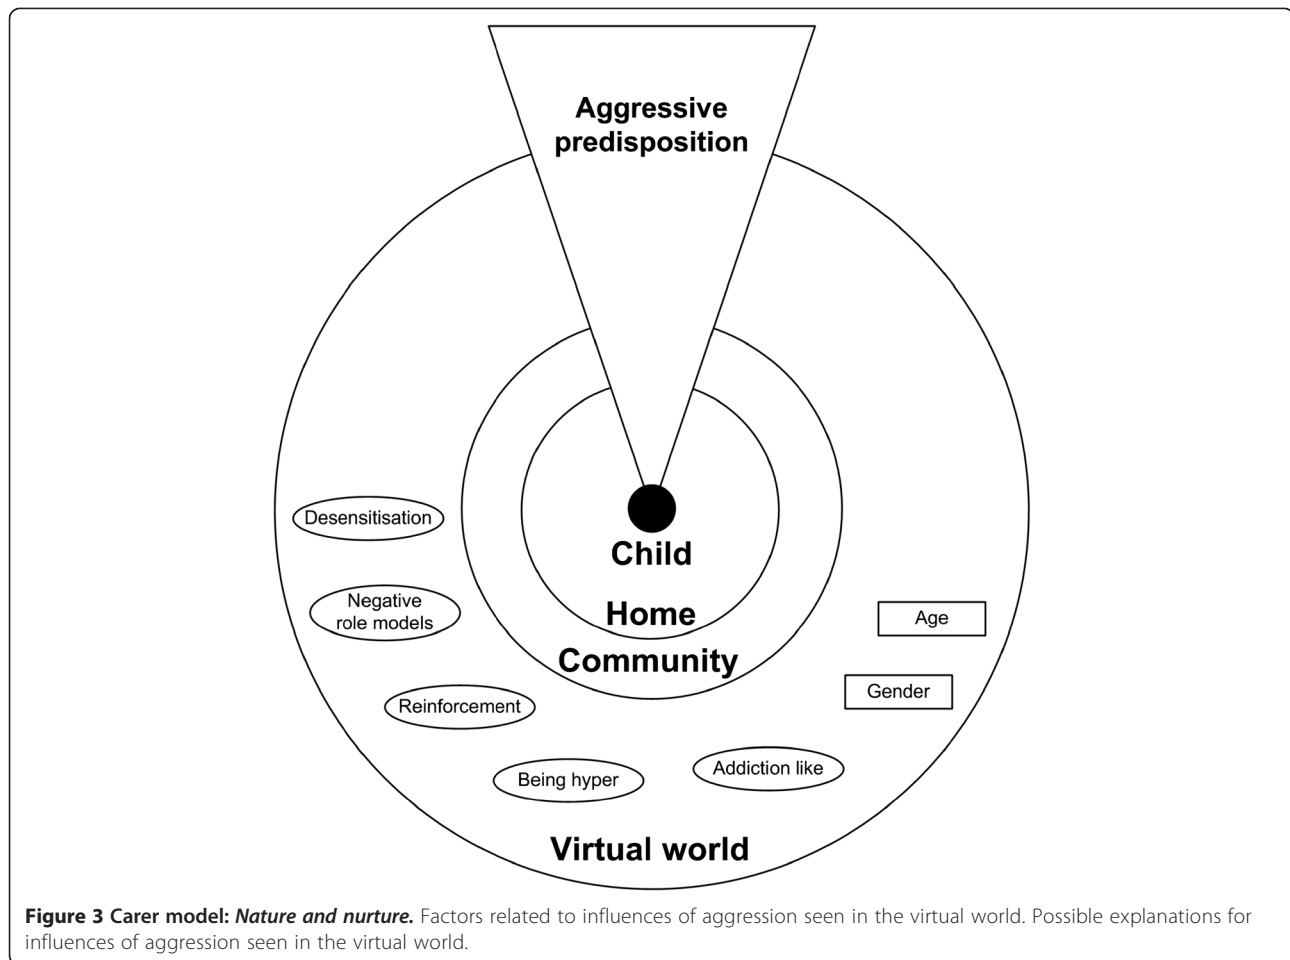 Aggressive
predisposition
Desensitisation
Child
Negative
role models
Home
Age
Community
Gender
Reinforcement
Being hyper
Addiction like
Virtual world
Figure 3 Carer model: Nature and nurture. Factors related to influences of aggression seen in the virtual world. Possible explanations for
influences of aggression seen in the virtual world.